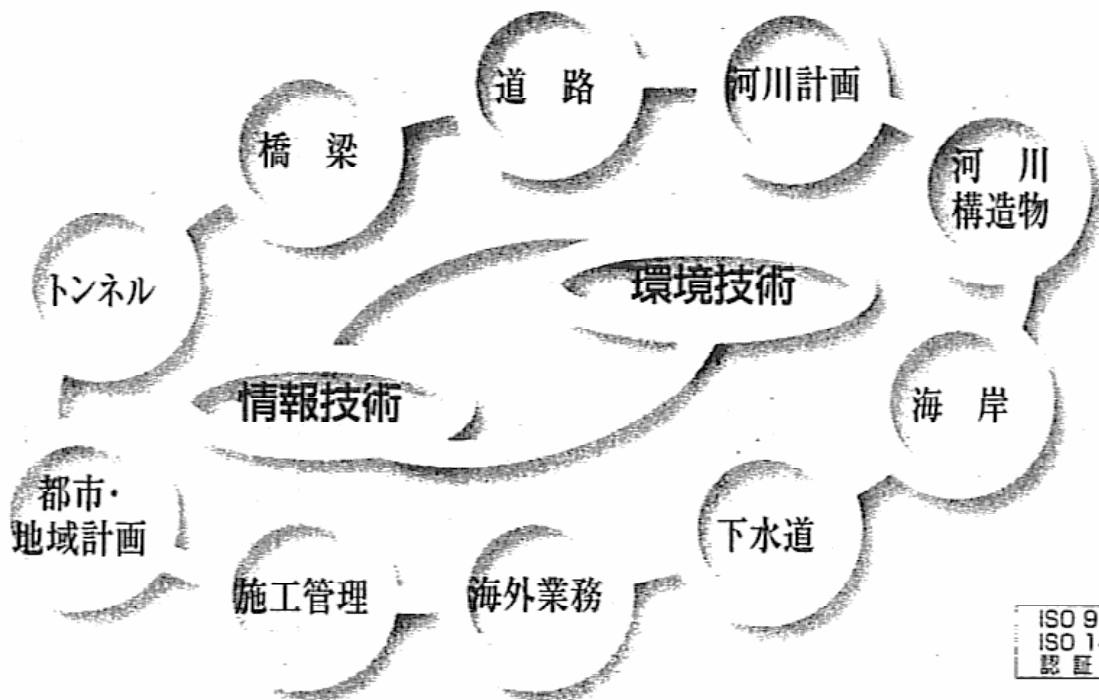 道 路
河川計画
橋 梁
河 川
構造物
トンネル
環境技術
情報技術
海 岸
都市・
地域計画
下水道
施工管理
海外業務
ISO 9
ISO 1
認 証